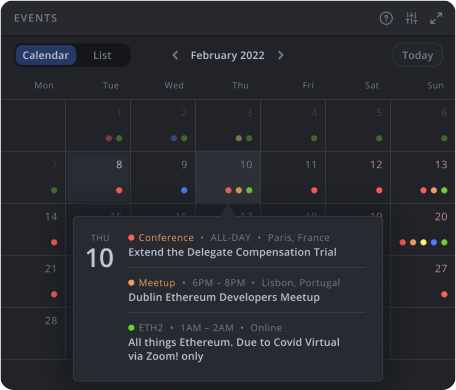 EVENTS
Calendar List February 2022 Today
Mon Tue Wed Thu Fri Sat Sun
1 2 3 4 5 6
7 8 9 10 11 12 13
14 15 16 17 18 19 20
21 27
28
THU
10
Conference • ALL-DAY • Paris, France
Extend the Delegate Compensation Trial
Meetup • 6PM – 8PM • Lisbon, Portugal
Dublin Ethereum Developers Meetup
ETH2 • 1AM – 2AM • Online
All things Ethereum. Due to Covid Virtual
via Zoom! only